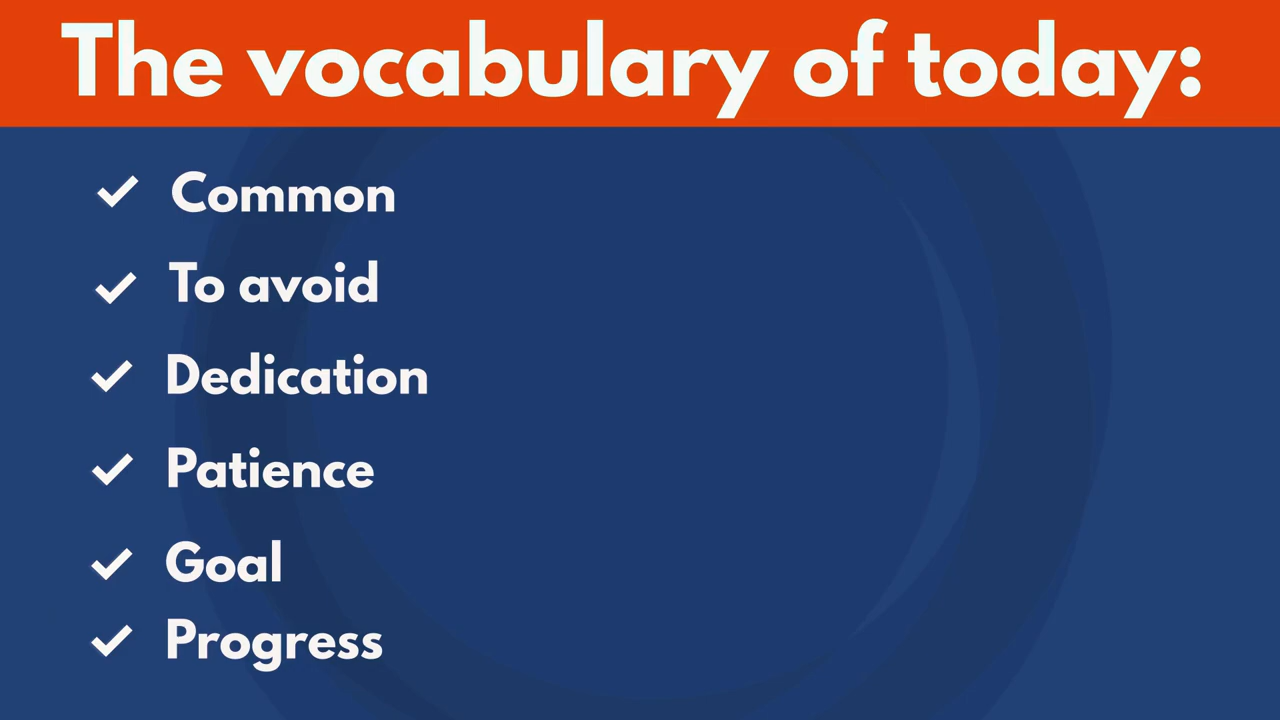 The vocabulary of today:
Common
To avoid
Dedication
Patience
Goal
Progress